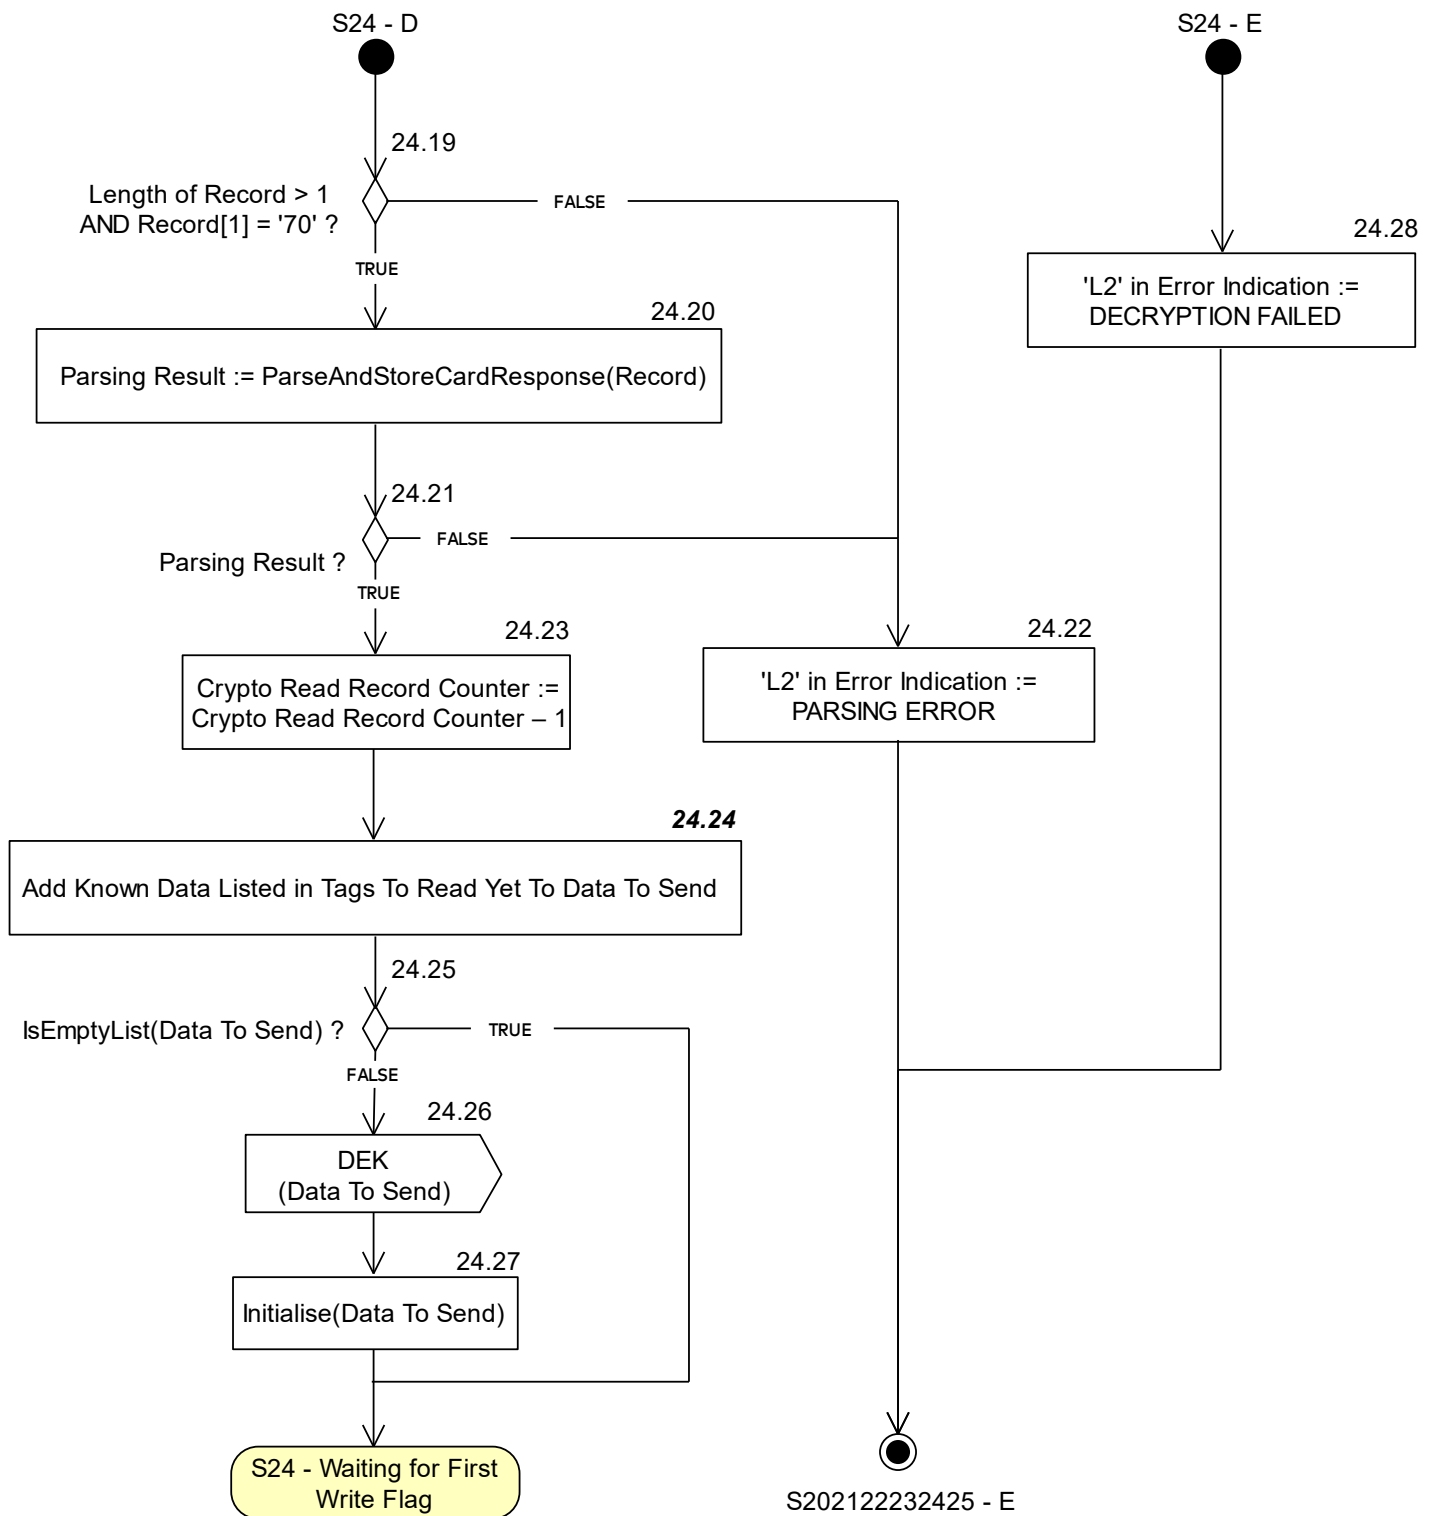 S24 - D
S24 - E
24.19
Length of Record > 1
AND Record[1] = '70' ?
FALSE
TRUE
24.28
'L2' in Error Indication :=
DECRYPTION FAILED
24.20
Parsing Result := ParseAndStoreCardResponse(Record)
24.21
Parsing Result ?
FALSE
TRUE
24.23
Crypto Read Record Counter :=
Crypto Read Record Counter – 1
24.22
'L2' in Error Indication :=
PARSING ERROR
24.24
Add Known Data Listed in Tags To Read Yet To Data To Send
24.25
IsEmptyList(Data To Send) ?
TRUE
FALSE
24.26
DEK
(Data To Send)
24.27
Initialise(Data To Send)
S24 - Waiting for First
Write Flag
S202122232425 - E